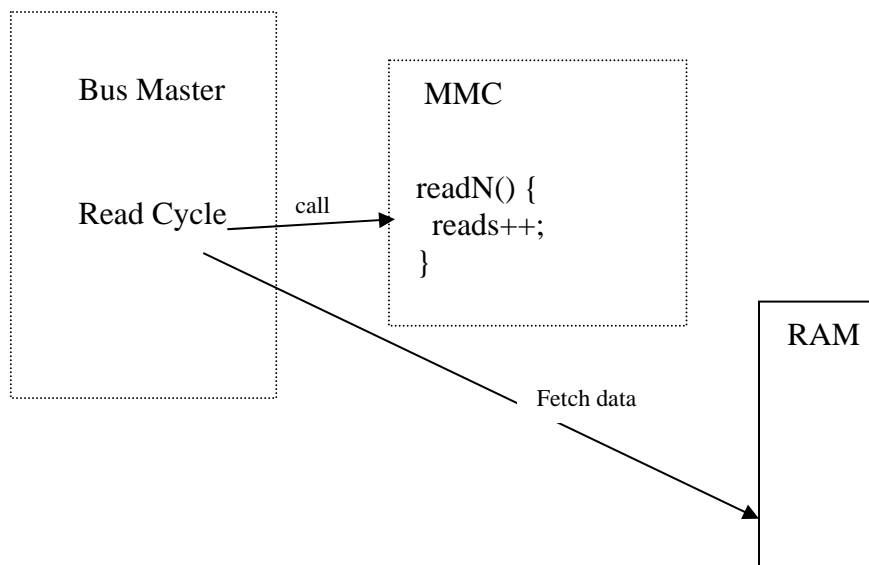 Bus Master
MMC
Read Cycle
call
readN() {
reads++;
}
RAM
Fetch data